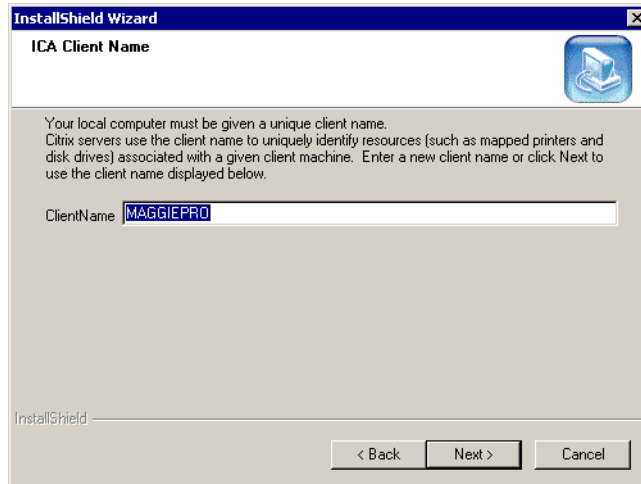 InstallShield Wizard
ICA Client Name
Your local computer must be given a unique client name.
Citrix servers use the client name to uniquely identify resources (such as mapped printers and
disk drives) associated with a given client machine.  Enter a new client name or click Next to
use the client name displayed below.
ClientName MAGGIEPRO
InstallShield
< Back Next > Cancel